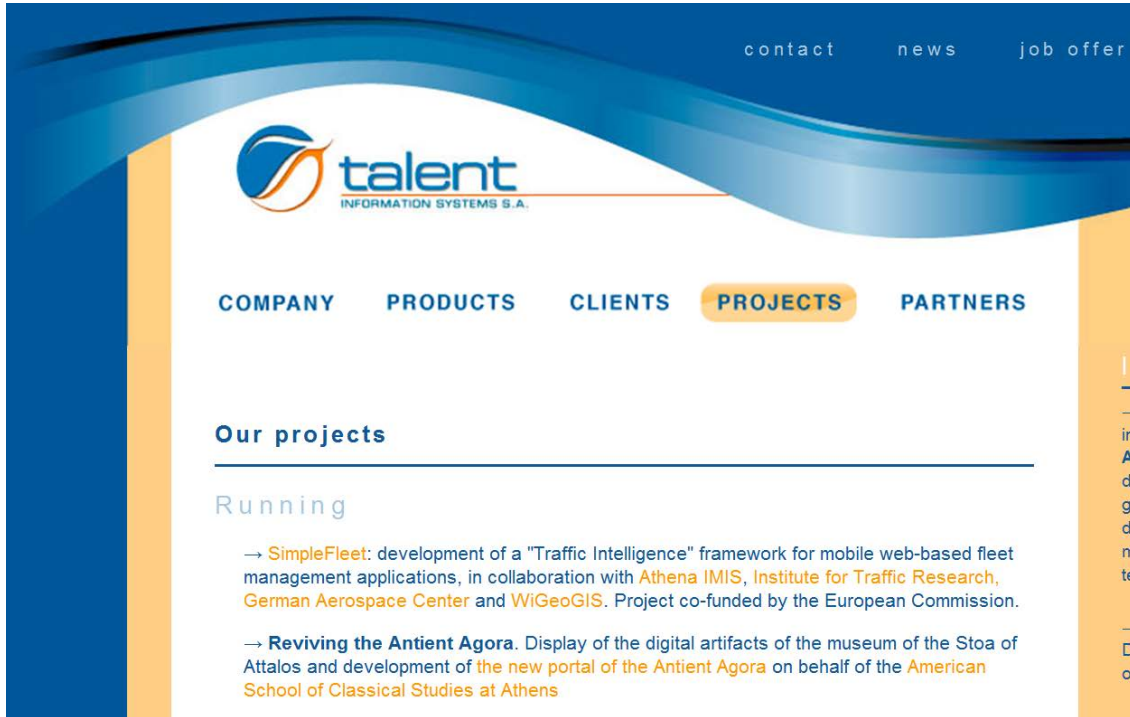 contact news job offer
talent
INFORMATION SYSTEMS S.A.
COMPANY PRODUCTS CLIENTS PROJECTS PARTNERS
Our projects
Running
→ SimpleFleet: development of a "Traffic Intelligence" framework for mobile web-based fleet
management applications, in collaboration with Athena IMIS, Institute for Traffic Research,
German Aerospace Center and WiGeoGIS. Project co-funded by the European Commission.
→ Reviving the Antient Agora. Display of the digital artifacts of the museum of the Stoa of
Attalos and development of the new portal of the Antient Agora on behalf of the American
School of Classical Studies at Athens